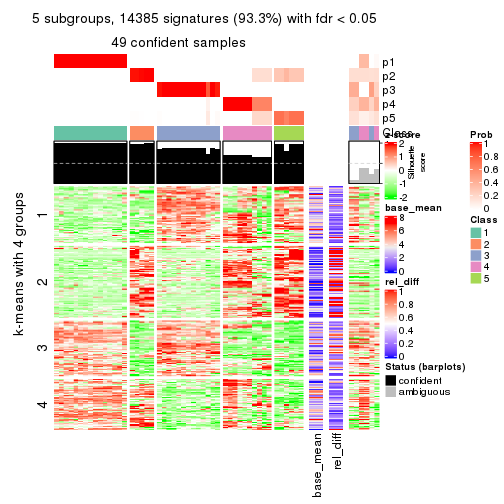 5 subgroups, 14385 signatures (93.3%) with fdr < 0.05
49 confident samples
p1
p2
p3
p4
p5
Class
Silhouette
score
k-means with 4 groups
1
2
3
4
base_mean
rel_diff
z-score
2
1
0
-1
-2
base_mean
8
6
4
2
0
rel_diff
1
0.8
0.6
0.4
0.2
0
Status (barplots)
confident
ambiguous
Prob
1
0.8
0.6
0.4
0.2
0
Class
1
2
3
4
5